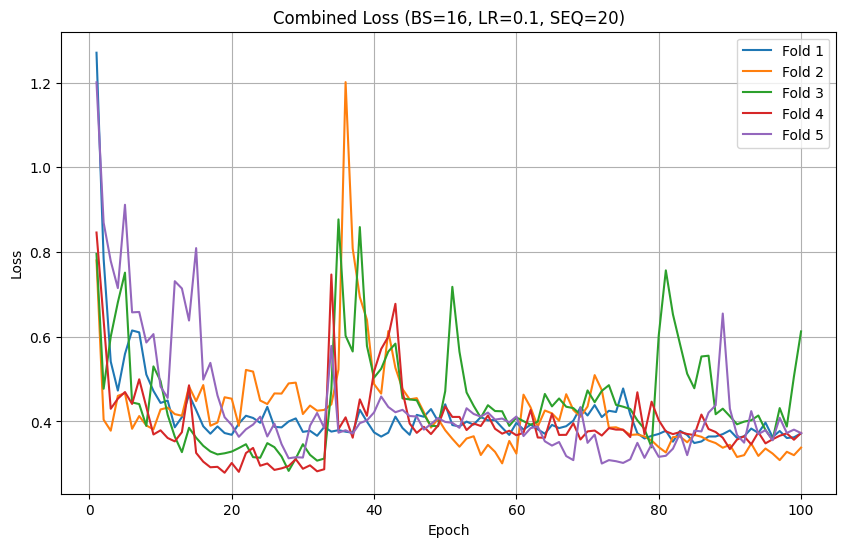 Combined Loss (BS=16, LR=0.1, SEQ=20)
Fold 1
Fold 2
Fold 3
Fold 4
Fold 5
Loss
1.2
1.0
0.8
0.6
0.4
0 20 40 60 80 100
Epoch